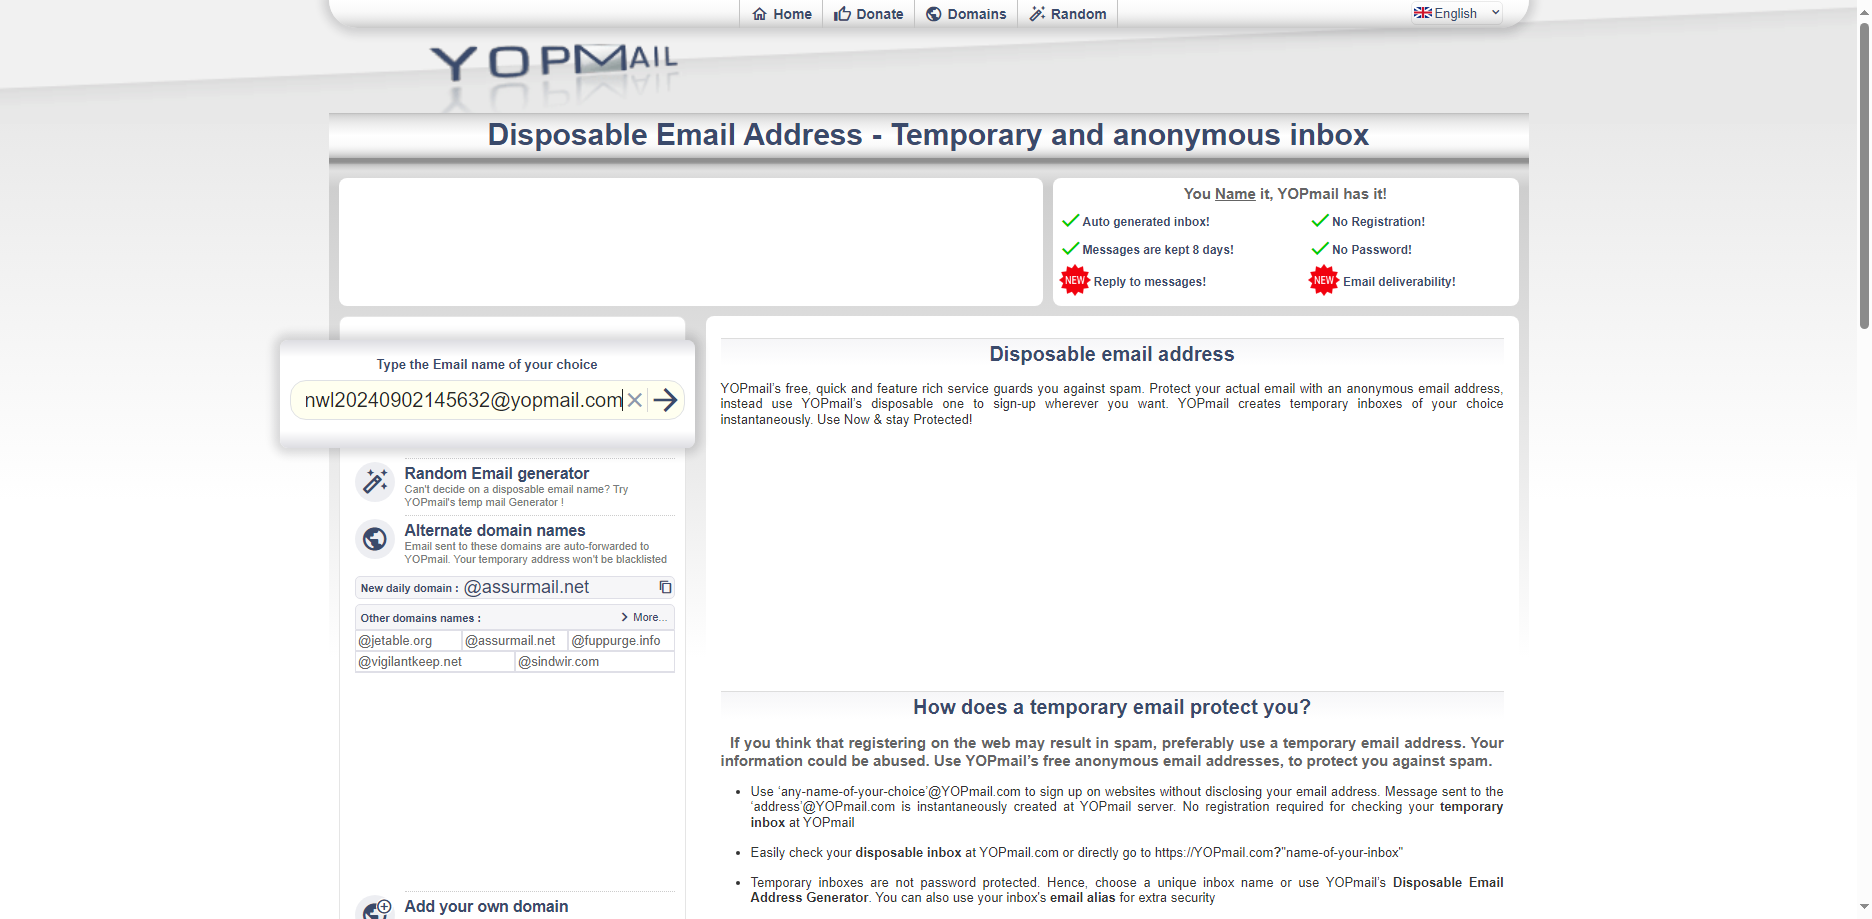 Home
Donate
Domains
Random
English
YOPMAIL
Disposable Email Address - Temporary and anonymous inbox
You Name it, YOPmail has it!
Auto generated inbox!
No Registration!
Messages are kept 8 days!
No Password!
NEW Reply to messages!
NEW Email deliverability!
Type the Email name of your choice
nwl20240902145632@yopmail.com
Random Email generator
Can't decide on a disposable email name? Try
YOPmail's temp mail Generator !
Alternate domain names
Email sent to these domains are auto-forwarded to
YOPmail. Your temporary address won't be blacklisted
New daily domain : @assurmail.net
Other domains names :
More...
@jetable.org
@assurmail.net
@fuppurge.info
@vigilantkeep.net
@sindwir.com
Add your own domain
Disposable email address
YOPmail's free, quick and feature rich service guards you against spam. Protect your actual email with an anonymous email address,
instead use YOPmail's disposable one to sign-up wherever you want. YOPmail creates temporary inboxes of your choice
instantaneously. Use Now & stay Protected!
How does a temporary email protect you?
If you think that registering on the web may result in spam, preferably use a temporary email address. Your
information could be abused. Use YOPmail's free anonymous email addresses, to protect you against spam.
• Use ‘any-name-of-your-choice’@YOPmail.com to sign up on websites without disclosing your email address. Message sent to the
‘address’@YOPmail.com is instantaneously created at YOPmail server. No registration required for checking your temporary
inbox at YOPmail
• Easily check your disposable inbox at YOPmail.com or directly go to https://YOPmail.com?"name-of-your-inbox"
• Temporary inboxes are not password protected. Hence, choose a unique inbox name or use YOPmail's Disposable Email
Address Generator. You can also use your inbox's email alias for extra security